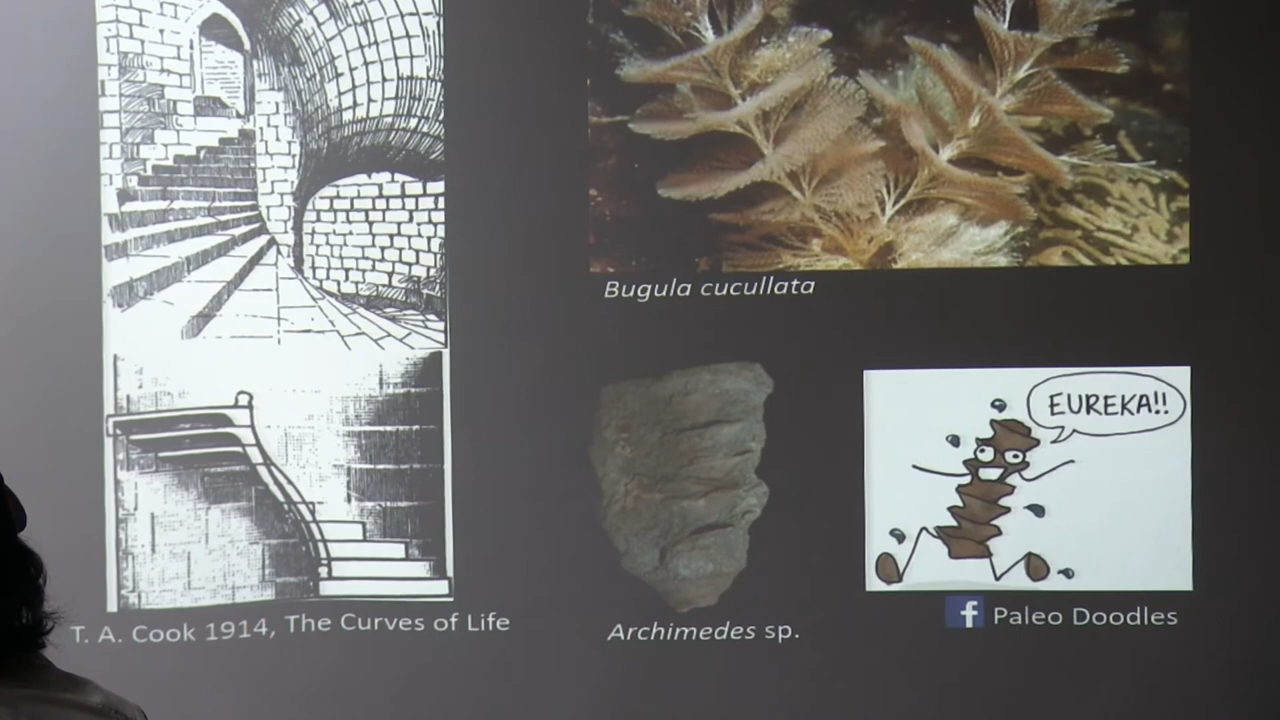 Bugula cucullata
EUREKA!!
T. A. Cook 1914, The Curves of Life
Archimedes sp.
f Paleo Doodles